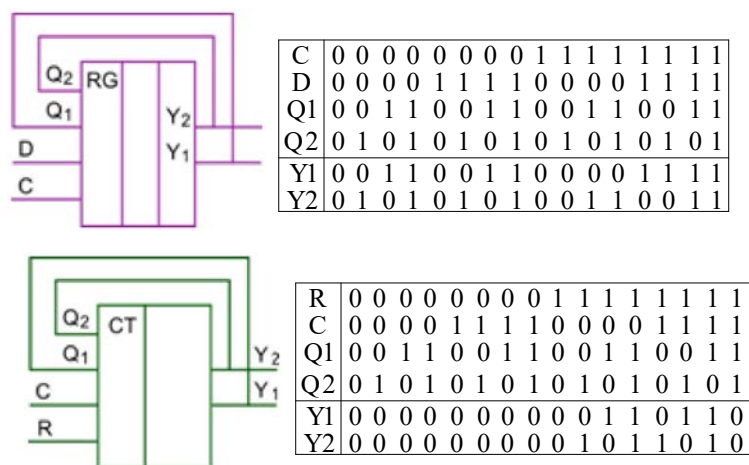 Q2 RG
Q1
Y2
D
Y1
C
C 0 0 0 0 0 0 0 0 1 1 1 1 1 1 1 1
D 0 0 0 0 1 1 1 1 0 0 0 0 1 1 1 1
Q1 0 0 1 1 0 0 1 1 0 0 1 1 0 0 1 1
Q2 0 1 0 1 0 1 0 1 0 1 0 1 0 1 0 1
Y1 0 0 1 1 0 0 1 1 0 0 0 0 1 1 1 1
Y2 0 1 0 1 0 1 0 1 0 0 1 1 0 0 1 1
Q2 CT
Q1
Y2
C
Y1
R
R 0 0 0 0 0 0 0 0 1 1 1 1 1 1 1 1
C 0 0 0 0 1 1 1 1 0 0 0 0 1 1 1 1
Q1 0 0 1 1 0 0 1 1 0 0 1 1 0 0 1 1
Q2 0 1 0 1 0 1 0 1 0 1 0 1 0 1 0 1
Y1 0 0 0 0 0 0 0 0 0 0 1 1 0 1 1 0
Y2 0 0 0 0 0 0 0 0 0 1 0 1 1 0 1 0